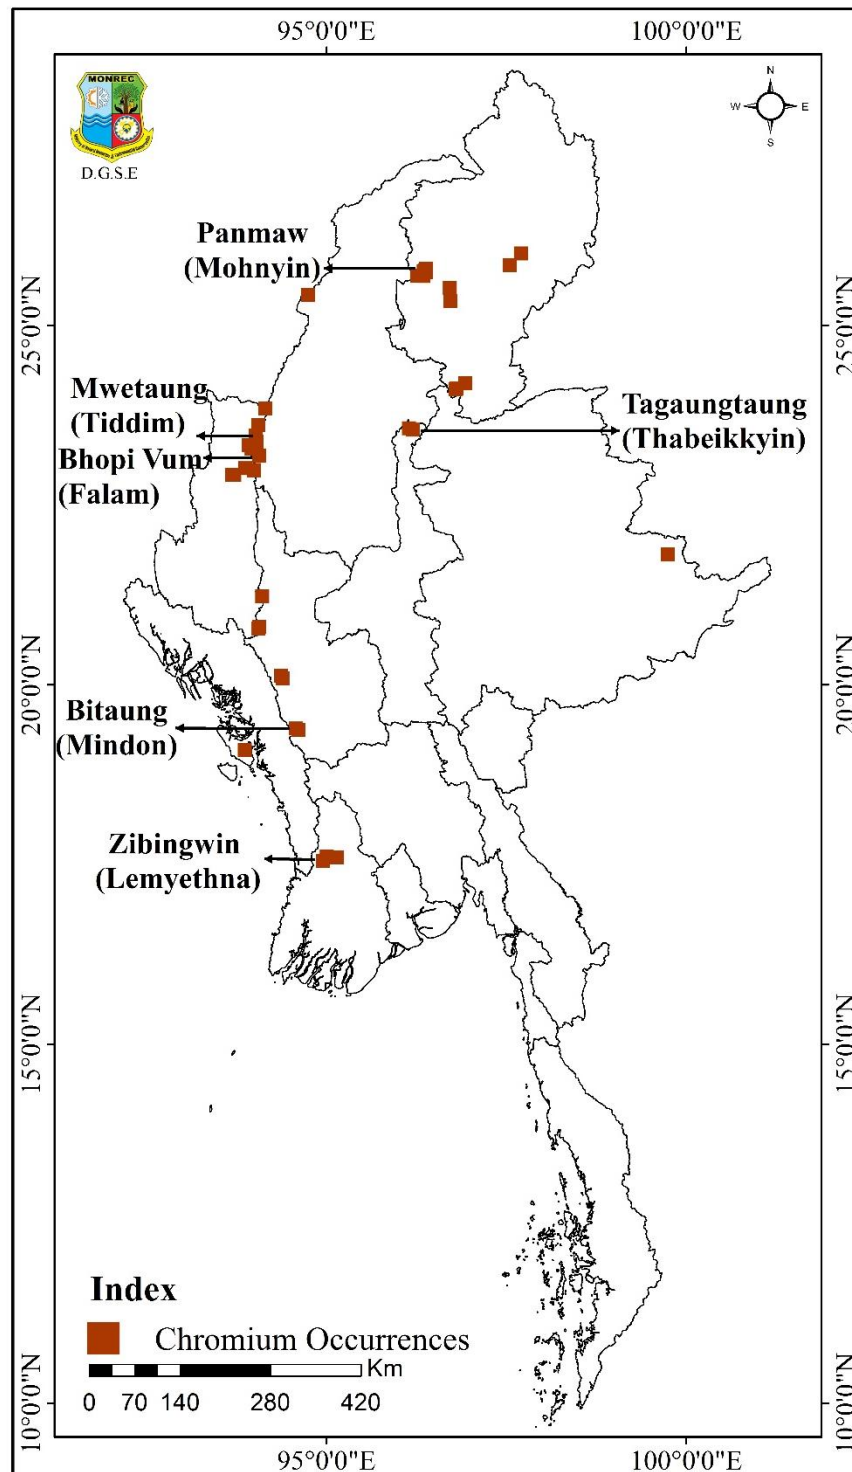 95°0'0"E 100°0'0"E
MONREC
D.G.S.E
N
W E
S
Panmaw
(Mohnyin)
25°0'0"N 25°0'0"N
Mwetaung
(Tiddim)
Bhopi Vum
(Falam)
Tagaungtaung
(Thabeikkyin)
20°0'0"N 20°0'0"N
Bitaung
(Mindon)
Zibingwin
(Lemyethna)
15°0'0"N 15°0'0"N
Index
Chromium Occurrences
Km
0 70 140 280 420
10°0'0"N 10°0'0"N
95°0'0"E 100°0'0"E